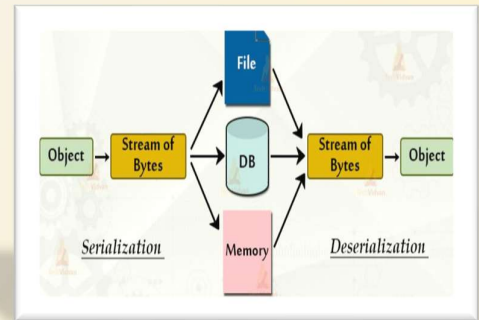 File
Object
Stream of
Bytes
DB
Stream of
Bytes
Object
Serialization
Memory
Deserialization